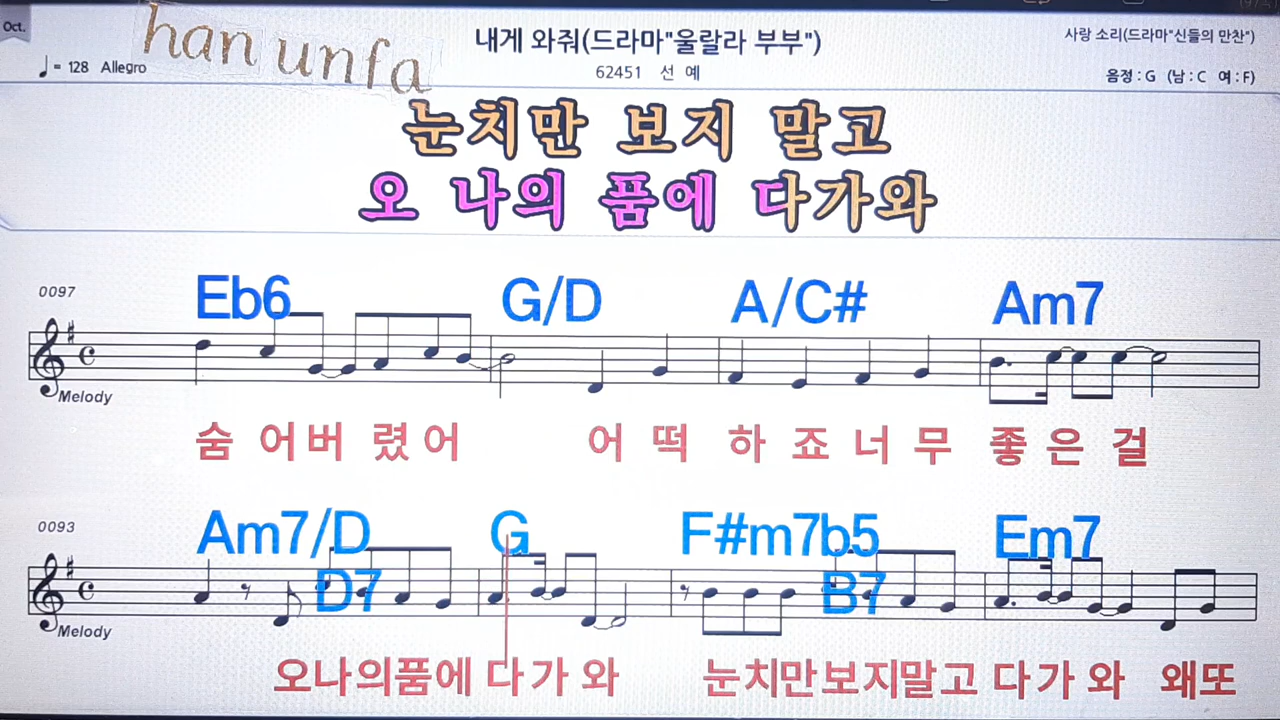 Oct.
han unfa
내게 와줘(드라마"울랄라 부부")
사랑 소리(드라마"신들의 만찬")
♩= 128 Allegro
62451 선 예
음정 : G (남 : C 여 : F)
눈치만 보지 말고
오 나의 품에 다가와
0097
Eb6 G/D A/C# Am7
Melody
숨 어버 렸어 어 떡 하 죠 너 무 좋 은 걸
0093
Am7/D G F#m7b5 Em7
D7 B7
Melody
오나의품에 다가 와 눈치만보지말고 다가 와 왜또